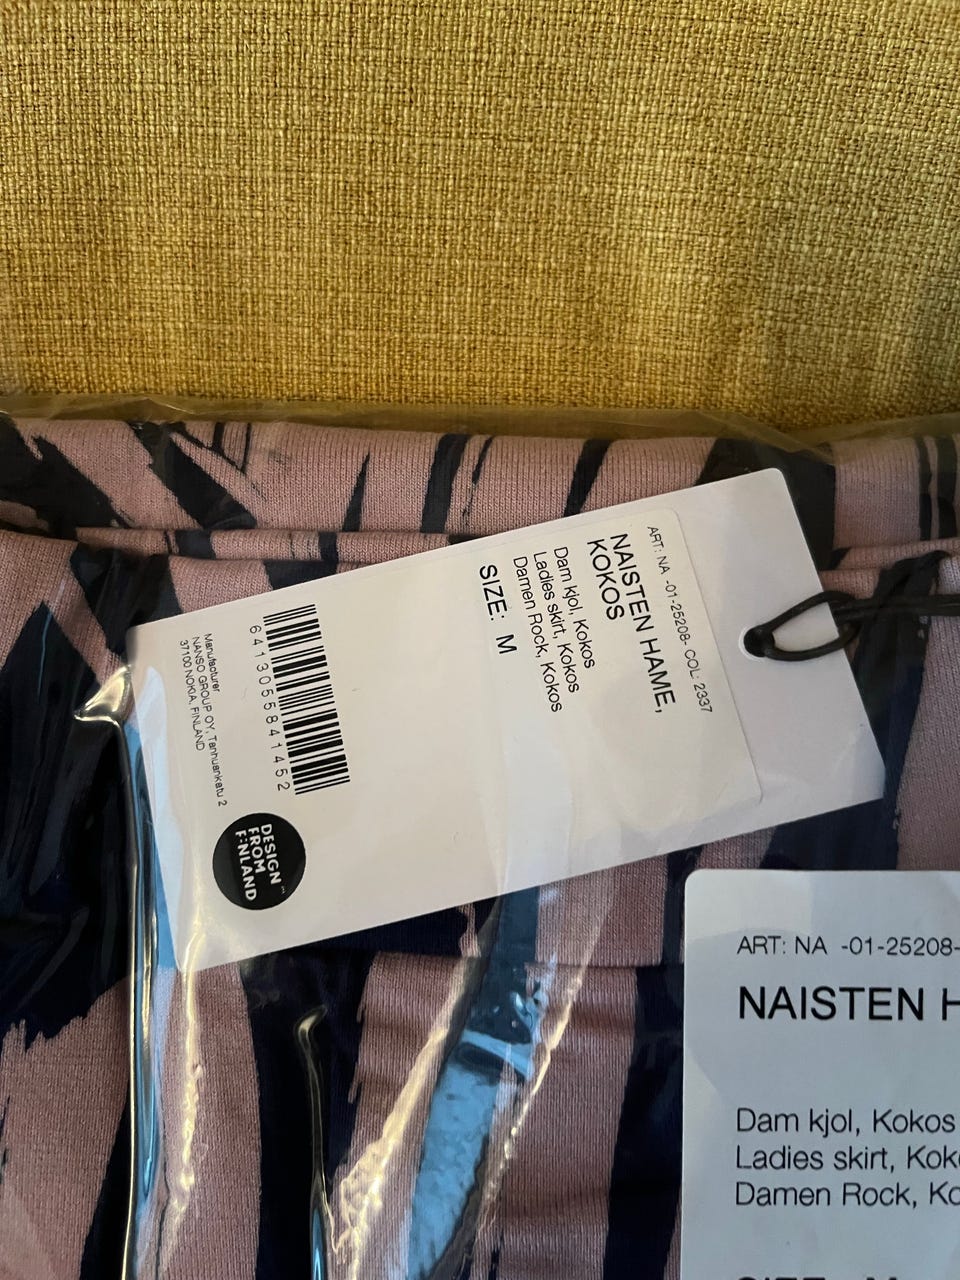 ART: NA -01-25208- COL: 2337
NAISTEN HAME,
KOKOS
Dam kjol, Kokos
Ladies skirt, Kokos
Damen Rock, Kokos
SIZE: M
6413055841452
Manufacturer
NANSO GROUP OY, Tanhuankatu 2
37100 NOKIA, FINLAND
DESIGN
FROM
FINLAND
ART: NA -01-25208-
NAISTEN H
Dam kjol, Kokos
Ladies skirt, Kok
Damen Rock, Ko